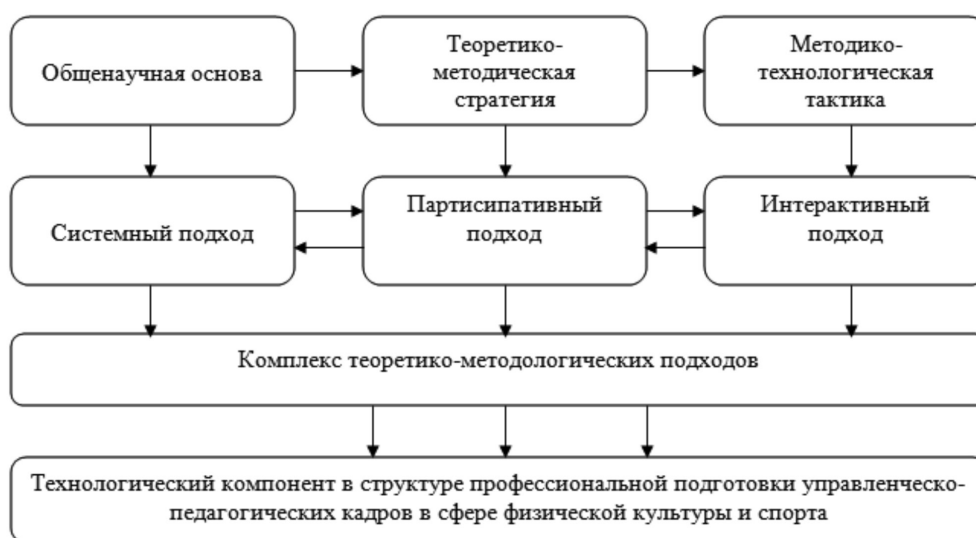 Общенаучная основа
Теоретико-
методическая
стратегия
Методико-
технологическая
тактика
Системный подход
Партисипативный
подход
Интерактивный
подход
Комплекс теоретико-методологических подходов
Технологический компонент в структуре профессиональной подготовки управленческо-
педагогических кадров в сфере физической культуры и спорта